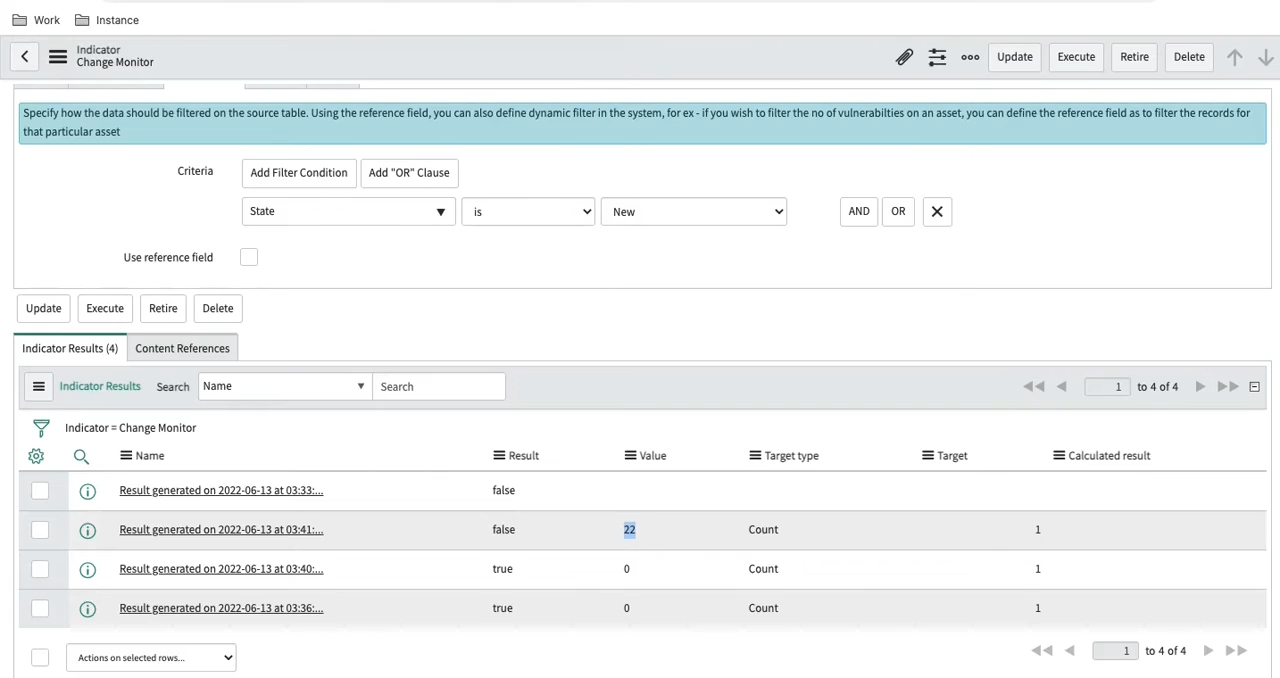 Work Instance
Indicator
Change Monitor
Update Execute Retire Delete
Specify how the data should be filtered on the source table. Using the reference field, you can also define dynamic filter in the system, for ex - if you wish to filter the no of vulnerabilties on an asset, you can define the reference field as to filter the records for
that particular asset
Criteria Add Filter Condition Add "OR" Clause
State is New AND OR
Use reference field
Update Execute Retire Delete
Indicator Results (4) Content References
Indicator Results Search Name Search 1 to 4 of 4
Indicator = Change Monitor
Name Result Value Target type Target Calculated result
Result generated on 2022-06-13 at 03:33:... false
Result generated on 2022-06-13 at 03:41:... false 22 Count 1
Result generated on 2022-06-13 at 03:40:... true 0 Count 1
Result generated on 2022-06-13 at 03:36:... true 0 Count 1
Actions on selected rows... 1 to 4 of 4